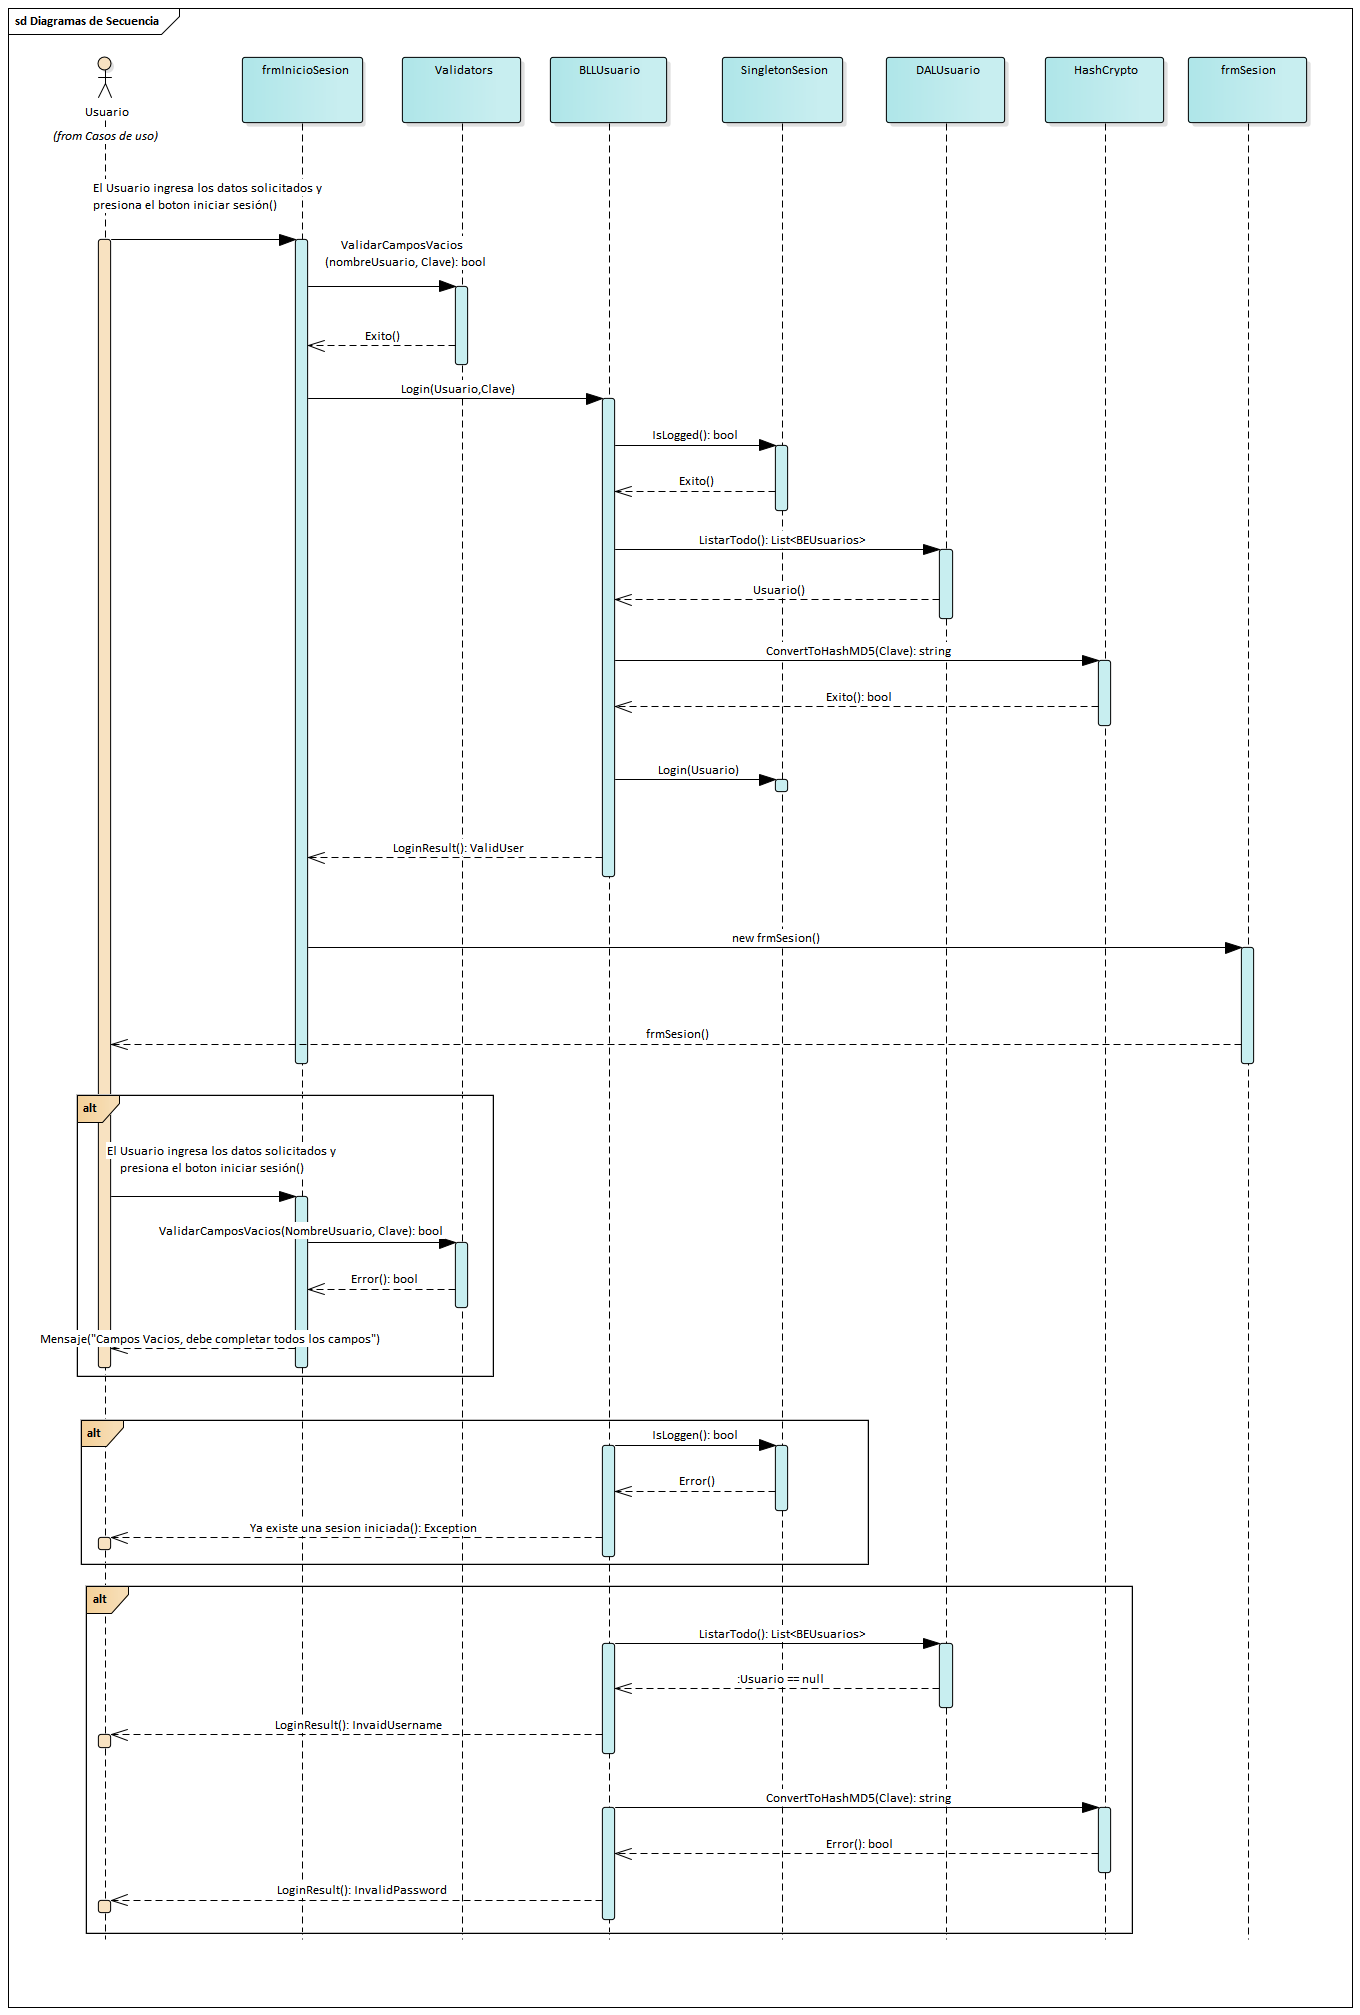 sd Diagramas de Secuencia
Usuario
(from Casos de uso)
frmInicioSesion
Validators
BLLUsuario
SingletonSesion
DALUsuario
HashCrypto
frmSesion
El Usuario ingresa los datos solicitados y
presiona el boton iniciar sesión()
ValidarCamposVacios
(nombreUsuario, Clave): bool
Exito()
Login(Usuario,Clave)
IsLogged(): bool
Exito()
ListarTodo(): List<BEUsuarios>
Usuario()
ConvertToHashMD5(Clave): string
Exito(): bool
Login(Usuario)
LoginResult(): ValidUser
new frmSesion()
frmSesion()
alt
El Usuario ingresa los datos solicitados y
presiona el boton iniciar sesión()
ValidarCamposVacios(NombreUsuario, Clave): bool
Error(): bool
Mensaje("Campos Vacios, debe completar todos los campos")
alt
IsLoggen(): bool
Error()
Ya existe una sesion iniciada(): Exception
alt
ListarTodo(): List<BEUsuarios>
:Usuario == null
LoginResult(): InvaidUsername
ConvertToHashMD5(Clave): string
Error(): bool
LoginResult(): InvalidPassword